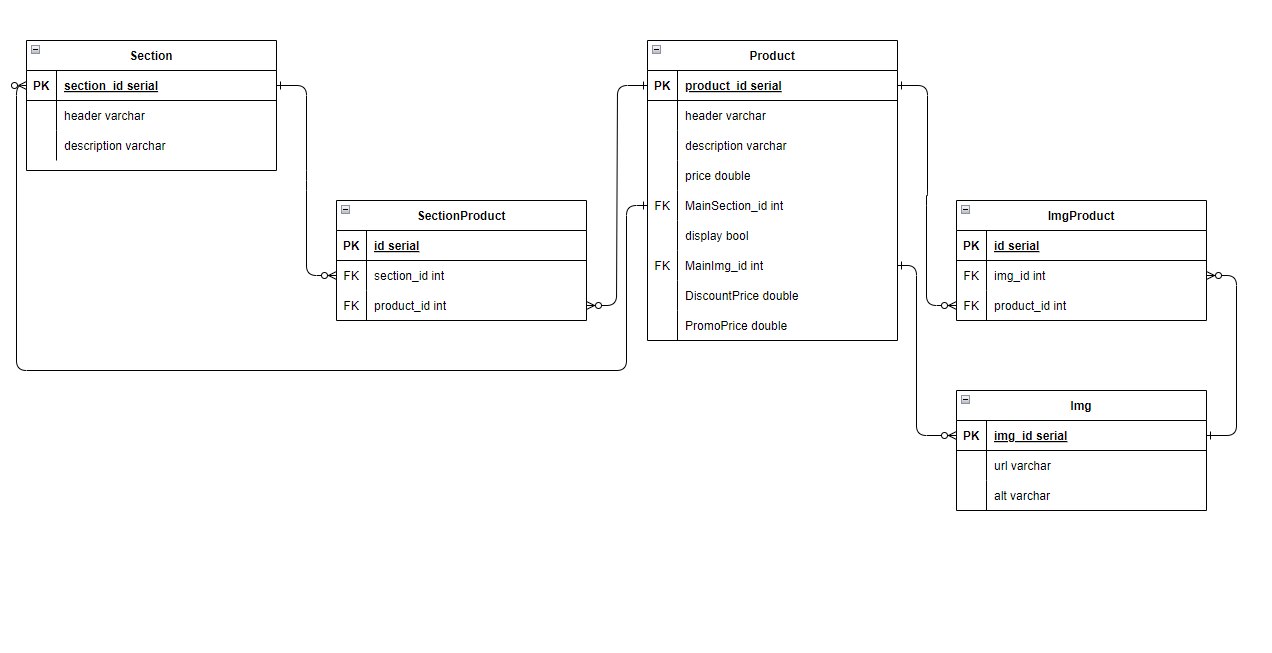 Section
PK section_id serial
header varchar
description varchar
SectionProduct
PK id serial
FK section_id int
FK product_id int
Product
PK product_id serial
header varchar
description varchar
price double
FK MainSection_id int
display bool
FK MainImg_id int
DiscountPrice double
PromoPrice double
ImgProduct
PK id serial
FK img_id int
FK product_id int
Img
PK img_id serial
url varchar
alt varchar